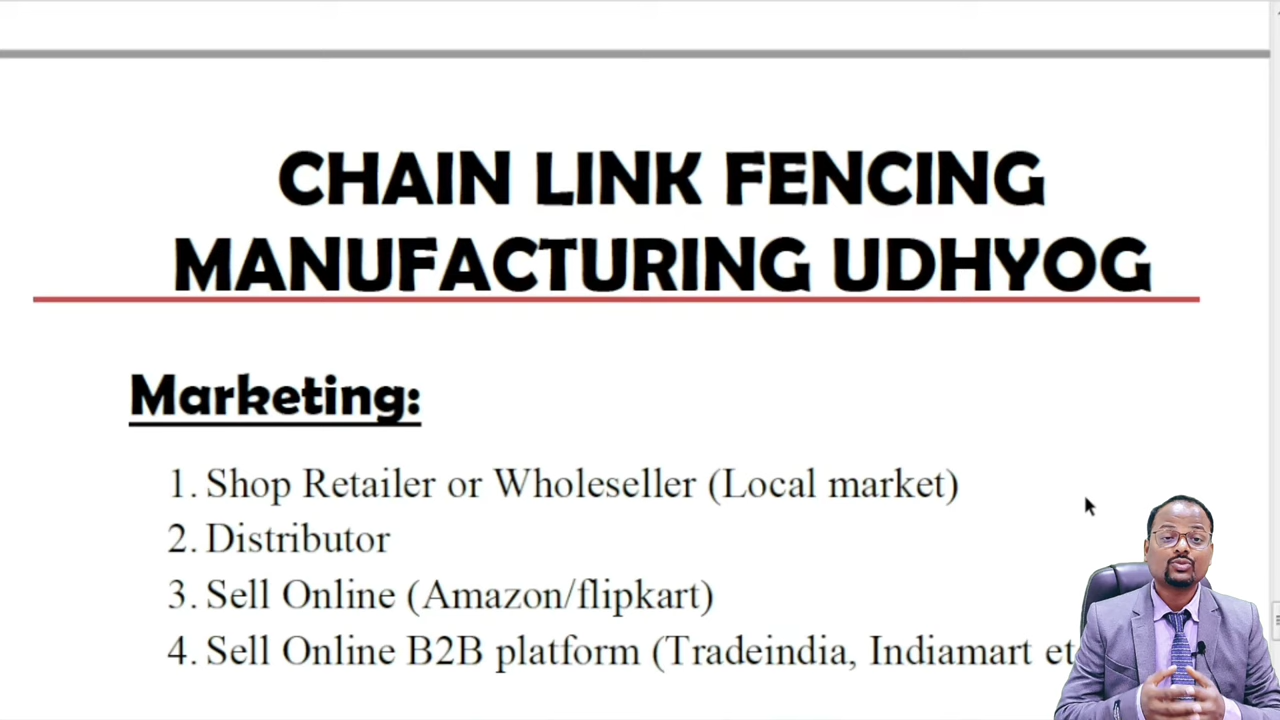 CHAIN LINK FENCING
MANUFACTURING UDHYOG
Marketing:
1. Shop Retailer or Wholeseller (Local market)
2. Distributor
3. Sell Online (Amazon/flipkart)
4. Sell Online B2B platform (Tradeindia, Indiamart et